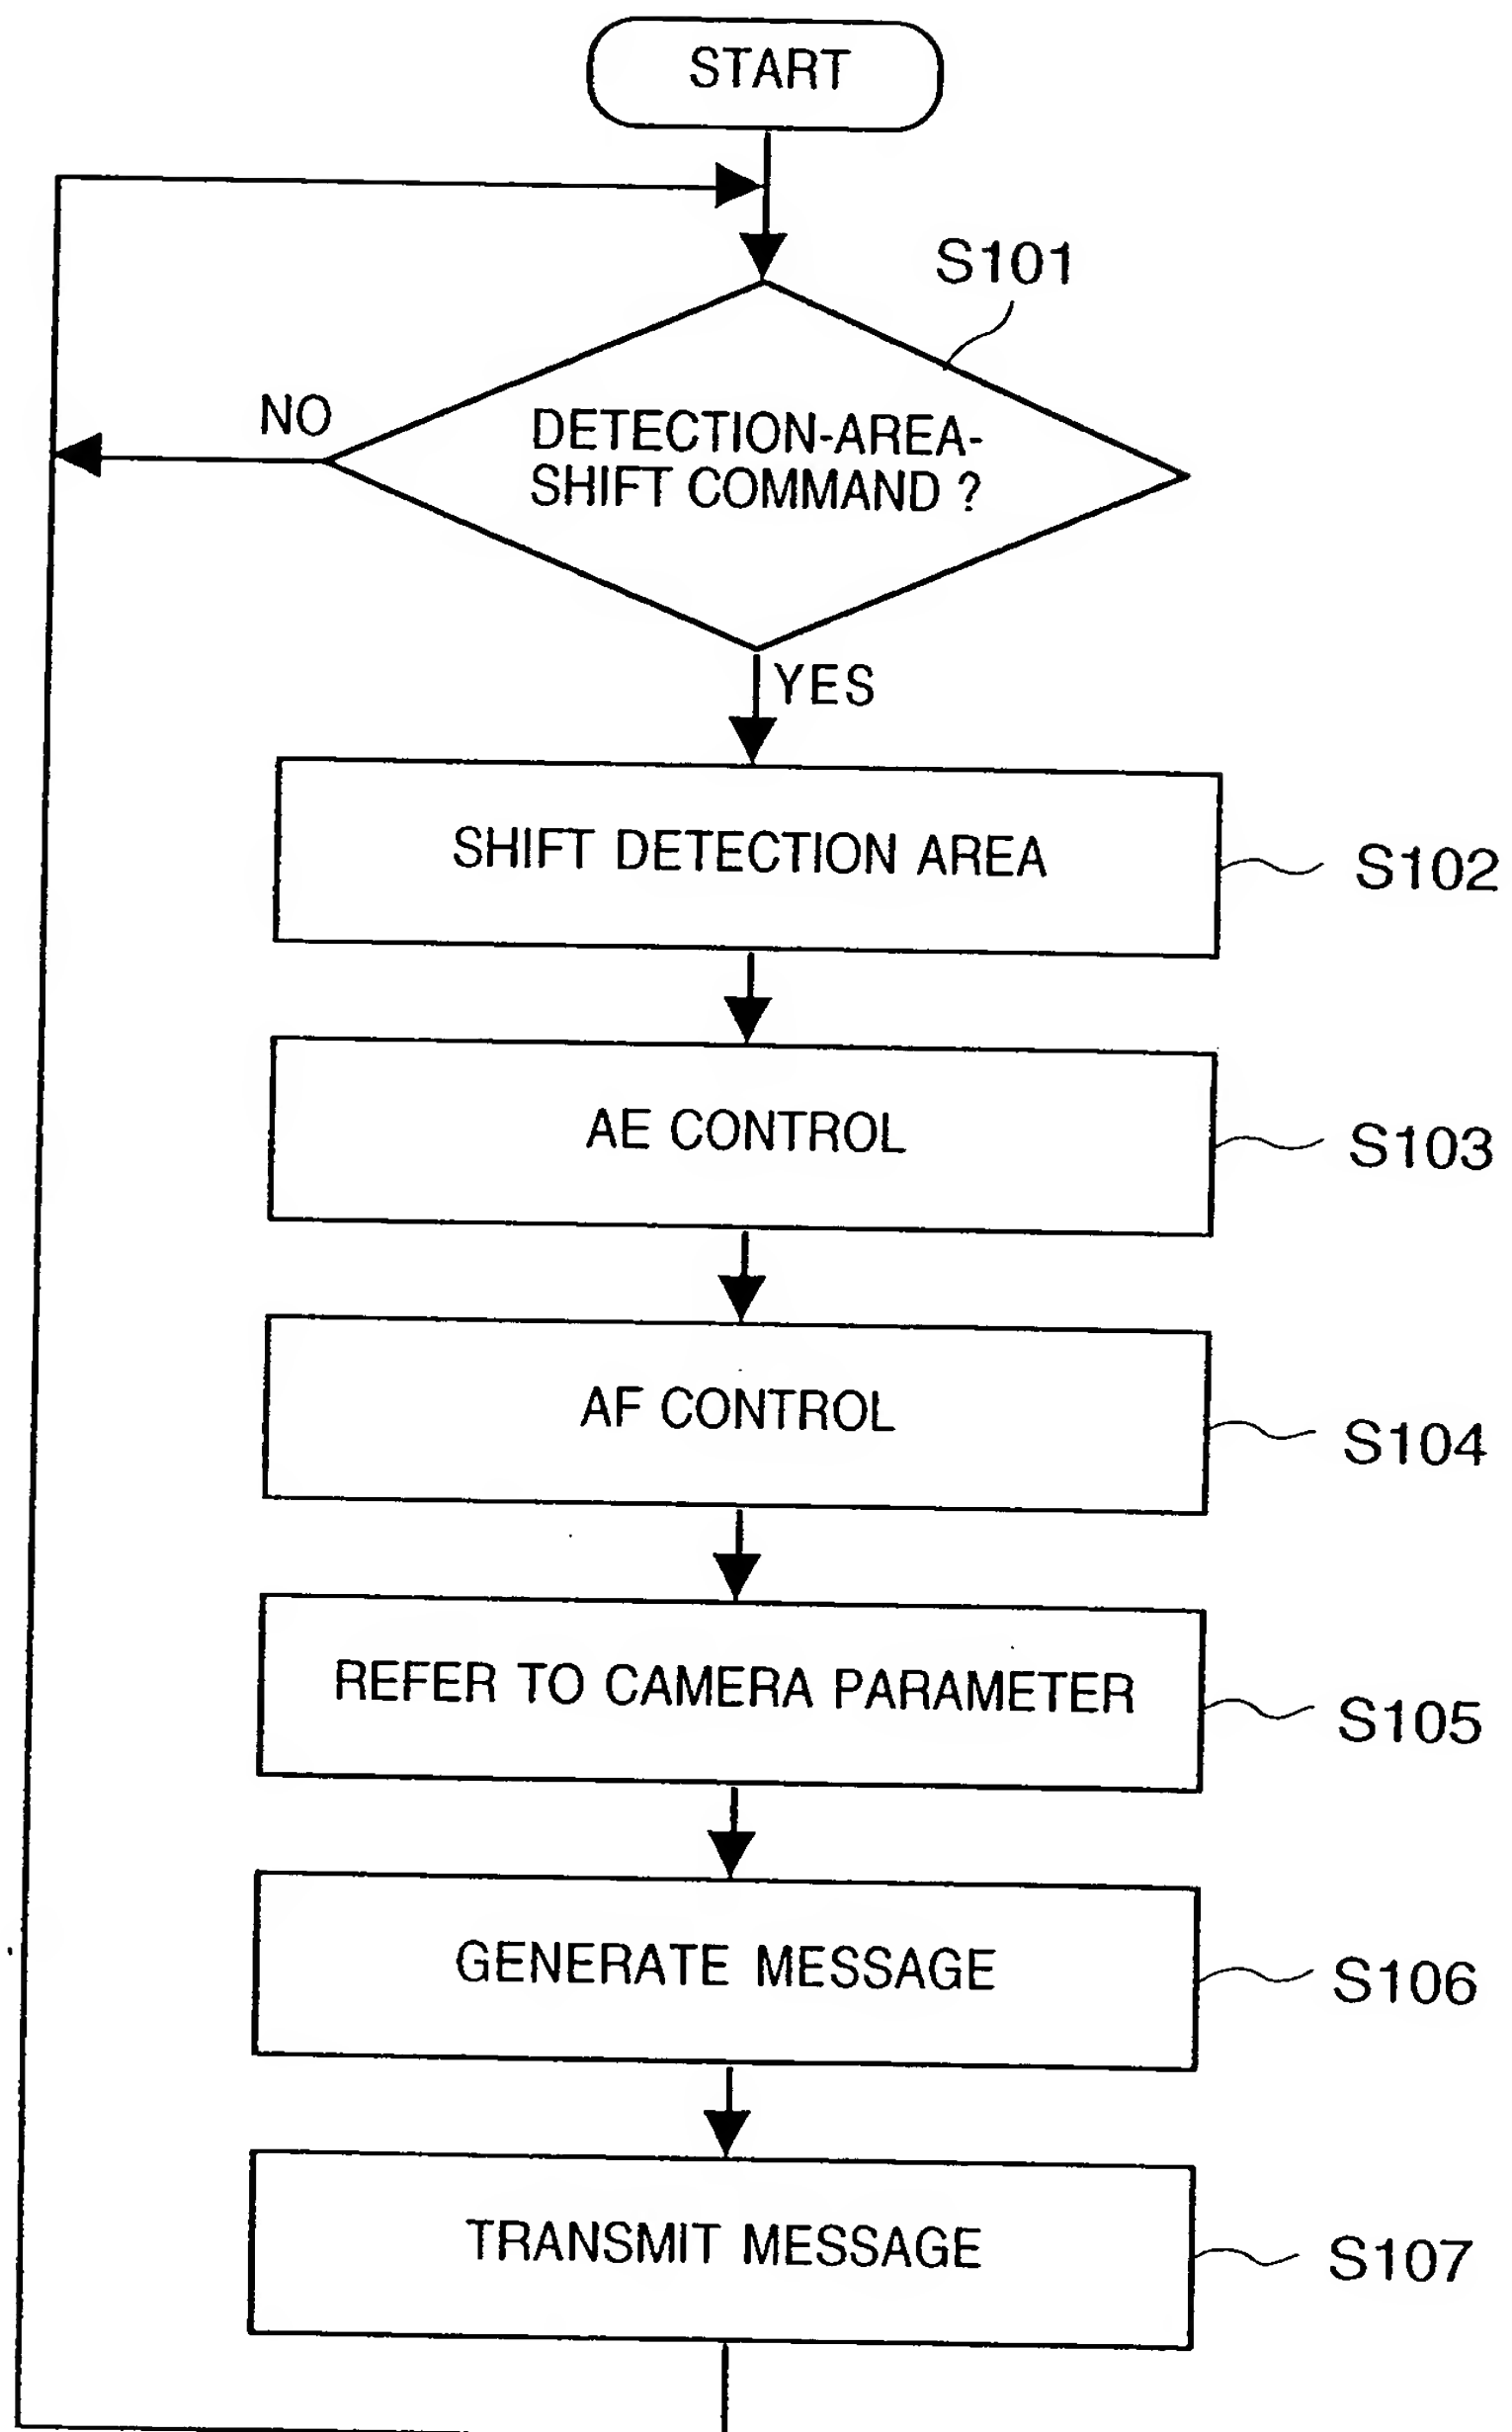 START
S101
NO
DETECTION-AREA-
SHIFT COMMAND ?
YES
SHIFT DETECTION AREA
S102
AE CONTROL
S103
AF CONTROL
S104
REFER TO CAMERA PARAMETER
S105
GENERATE MESSAGE
S106
TRANSMIT MESSAGE
S107